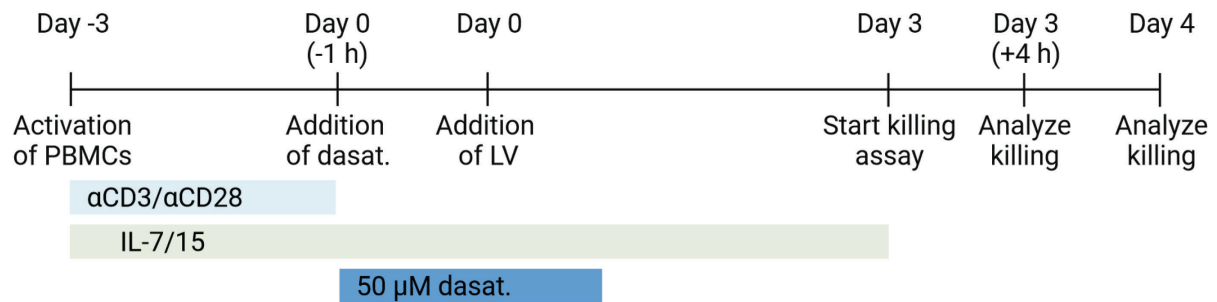 Day -3
Day 0
(-1 h)
Day 0
Day 3
Day 3
(+4 h)
Day 4
Activation
of PBMCs
Addition
of dasat.
Addition
of LV
Start killing
assay
Analyze
killing
Analyze
killing
αCD3/αCD28
IL-7/15
50 µM dasat.